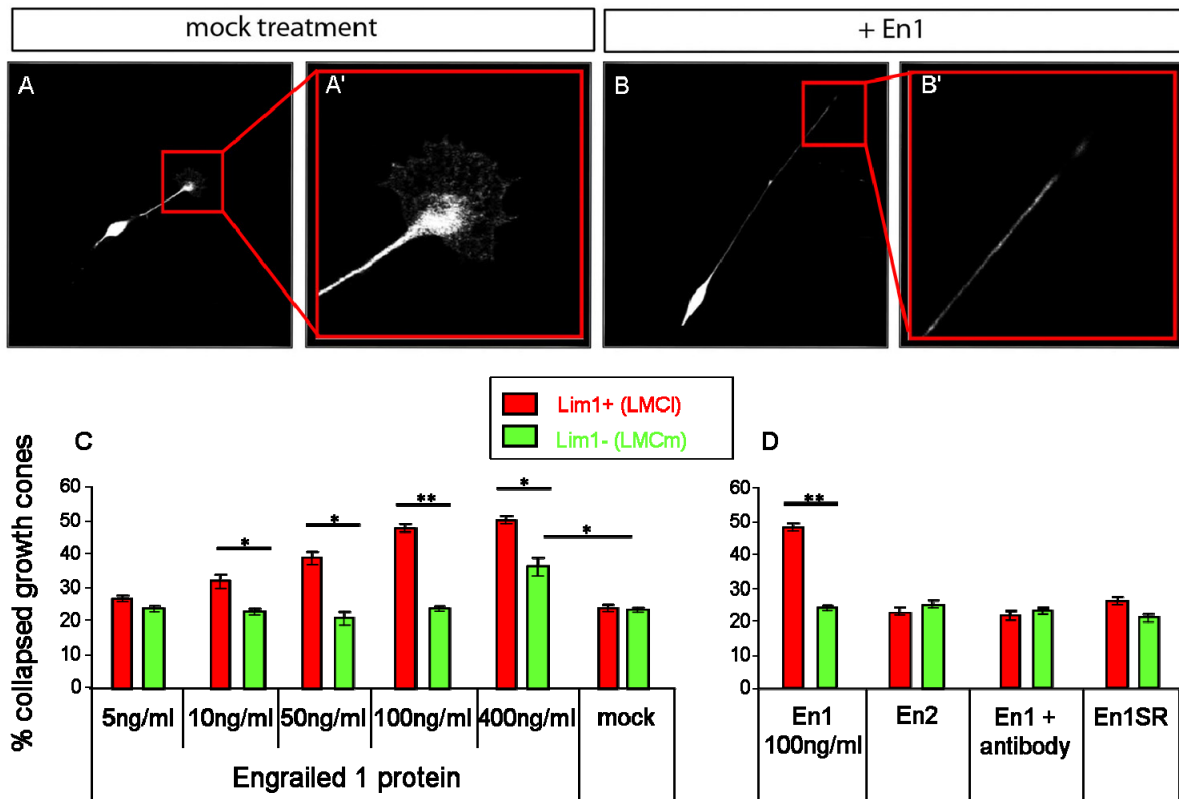 mock treatment
+ En1
A
A'
B
B'
Lim1+ (LMCl)
Lim1- (LMCm)
C
D
% collapsed growth cones
60
50
40
30
20
10
0
*
*
**
*
*
5ng/ml
10ng/ml
50ng/ml
100ng/ml
400ng/ml
mock
Engrailed 1 protein
60
50
40
30
20
10
0
**
En1
100ng/ml
En2
En1 +
antibody
En1SR